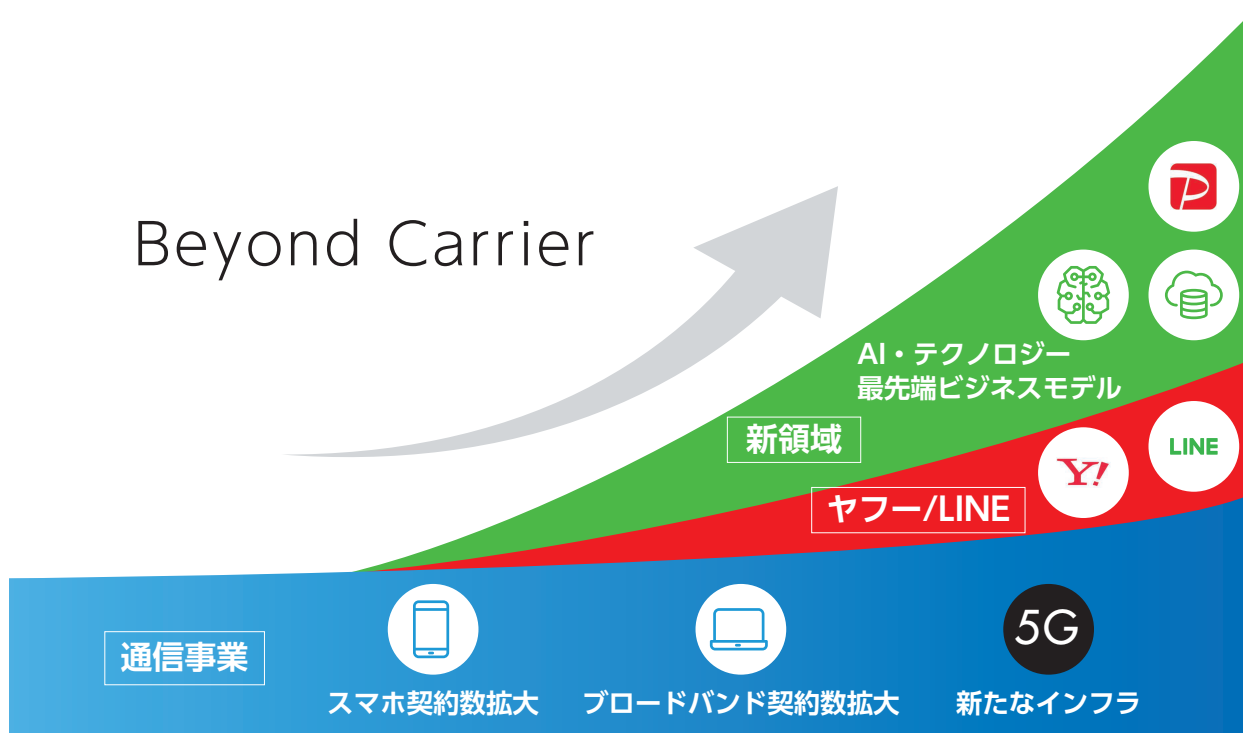 Beyond Carrier
AI・テクノロジー
最先端ビジネスモデル
新領域
LINE
Y!
ヤフー/LINE
5G
通信事業
スマホ契約数拡大
ブロードバンド契約数拡大
新たなインフラ